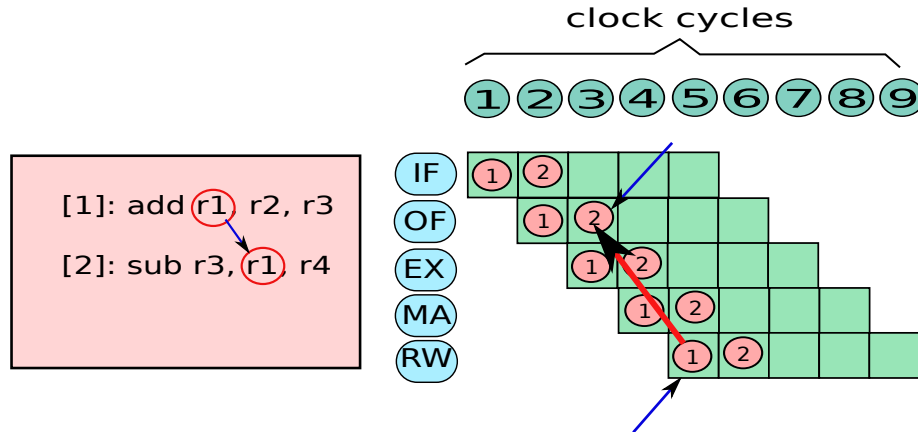 clock cycles
1 2 3 4 5 6 7 8 9
IF 1 2
[1]: add r1, r2, r3
OF 1 2
[2]: sub r3, r1, r4
EX 1 2
MA 1 2
RW 1 2